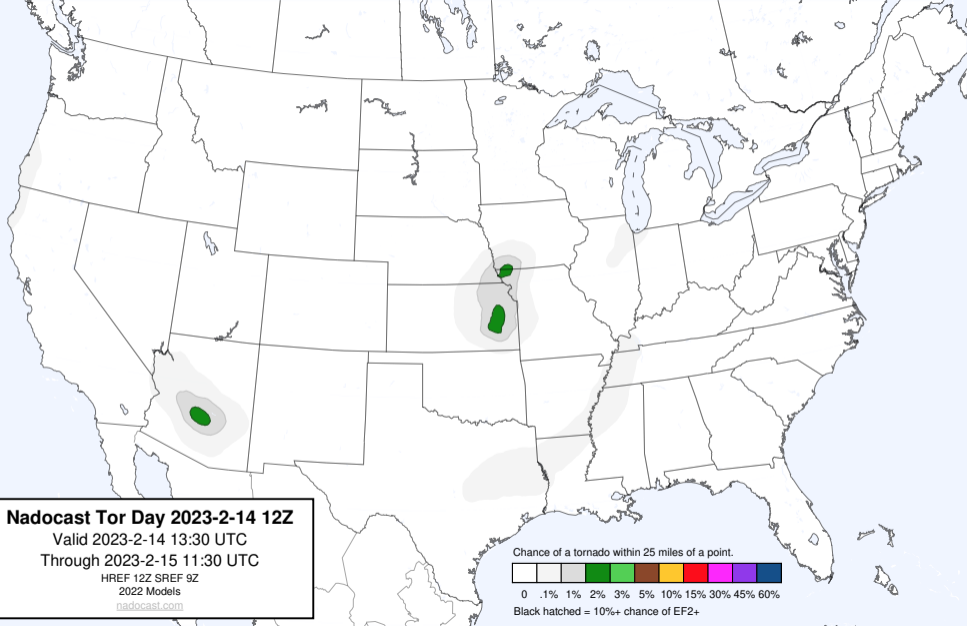 Nadocast Tor Day 2023-2-14 12Z
Valid 2023-2-14 13:30 UTC
Through 2023-2-15 11:30 UTC
HREF 12Z SREF 9Z
2022 Models
nadocast.com
Chance of a tornado within 25 miles of a point.
0 .1% 1% 2% 3% 5% 10% 15% 30% 45% 60%
Black hatched = 10%+ chance of EF2+